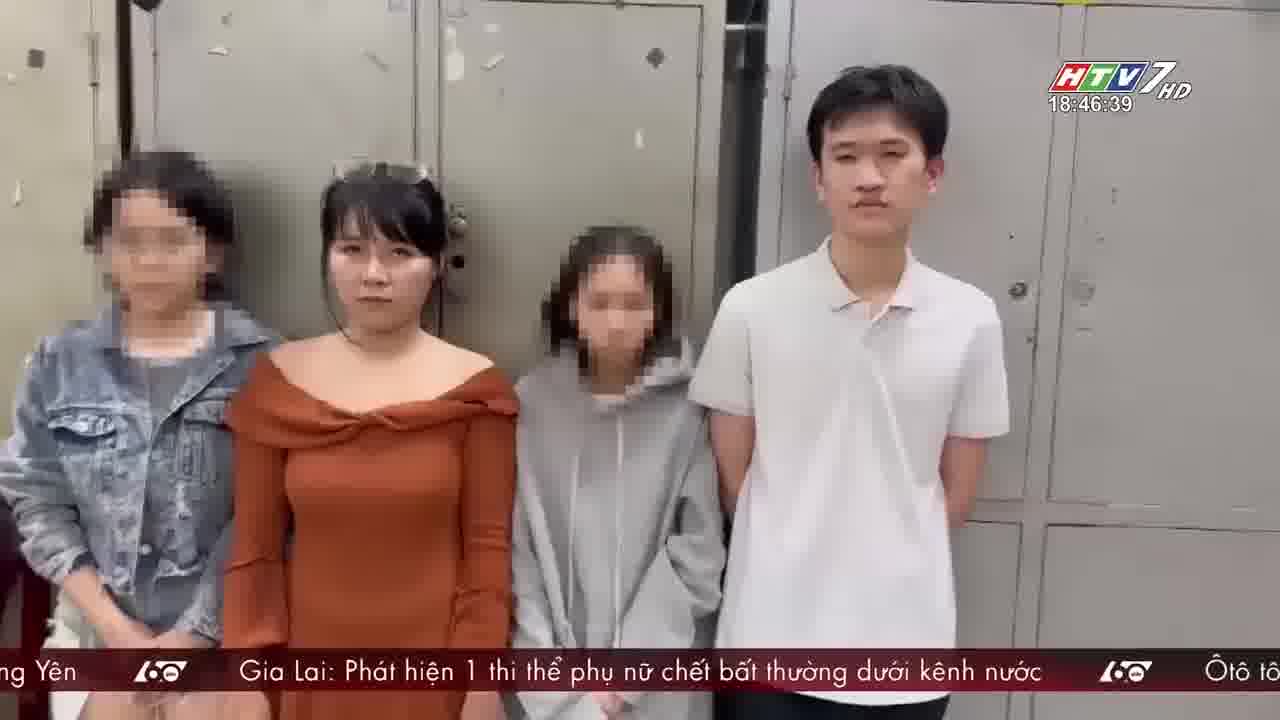 HTV7 HD
18:46:39
ng Yên 60 Gia Lai: Phát hiện 1 thi thể phụ nữ chết bất thường dưới kênh nước 60 Ôtô tô